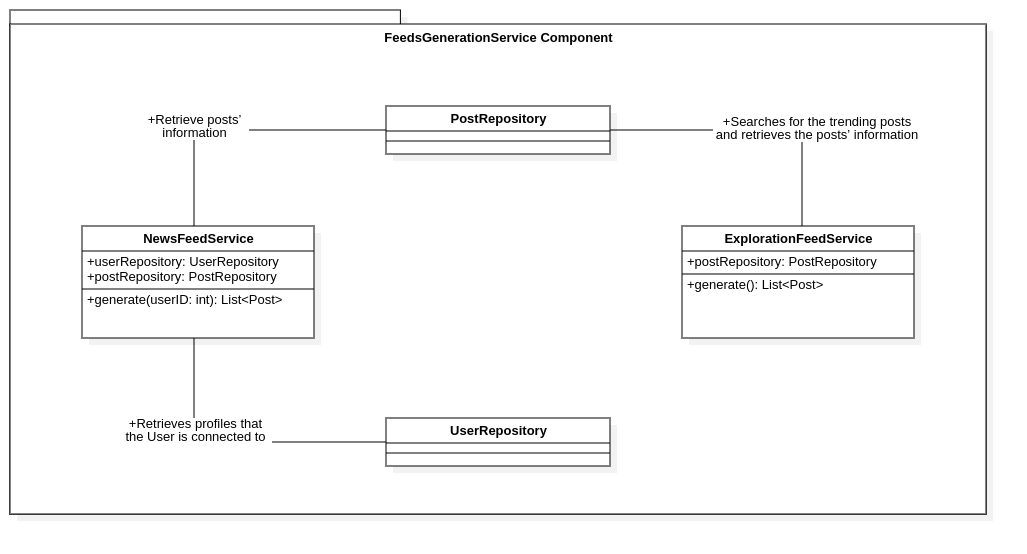 FeedsGenerationService Component
+Retrieve posts'
information
PostRepository
+Searches for the trending posts
and retrieves the posts' information
NewsFeedService
+userRepository: UserRepository
+postRepository: PostRepository
+generate(userID: int): List<Post>
ExplorationFeedService
+postRepository: PostRepository
+generate(): List<Post>
+Retrieves profiles that
the User is connected to
UserRepository